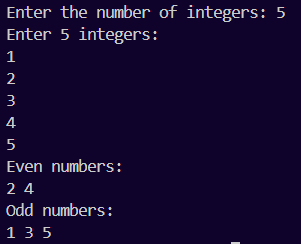 Enter the number of integers: 5
Enter 5 integers:
1
2
3
4
5
Even numbers:
2 4
Odd numbers:
1 3 5